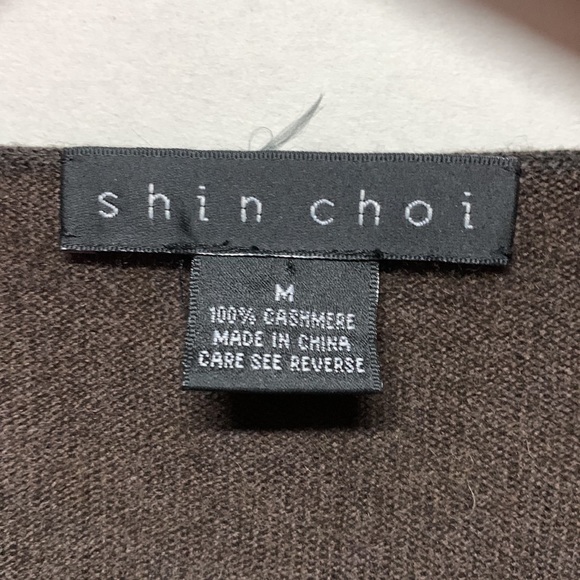 shin choi
M
100% CASHMERE
MADE IN CHINA
CARE SEE REVERSE